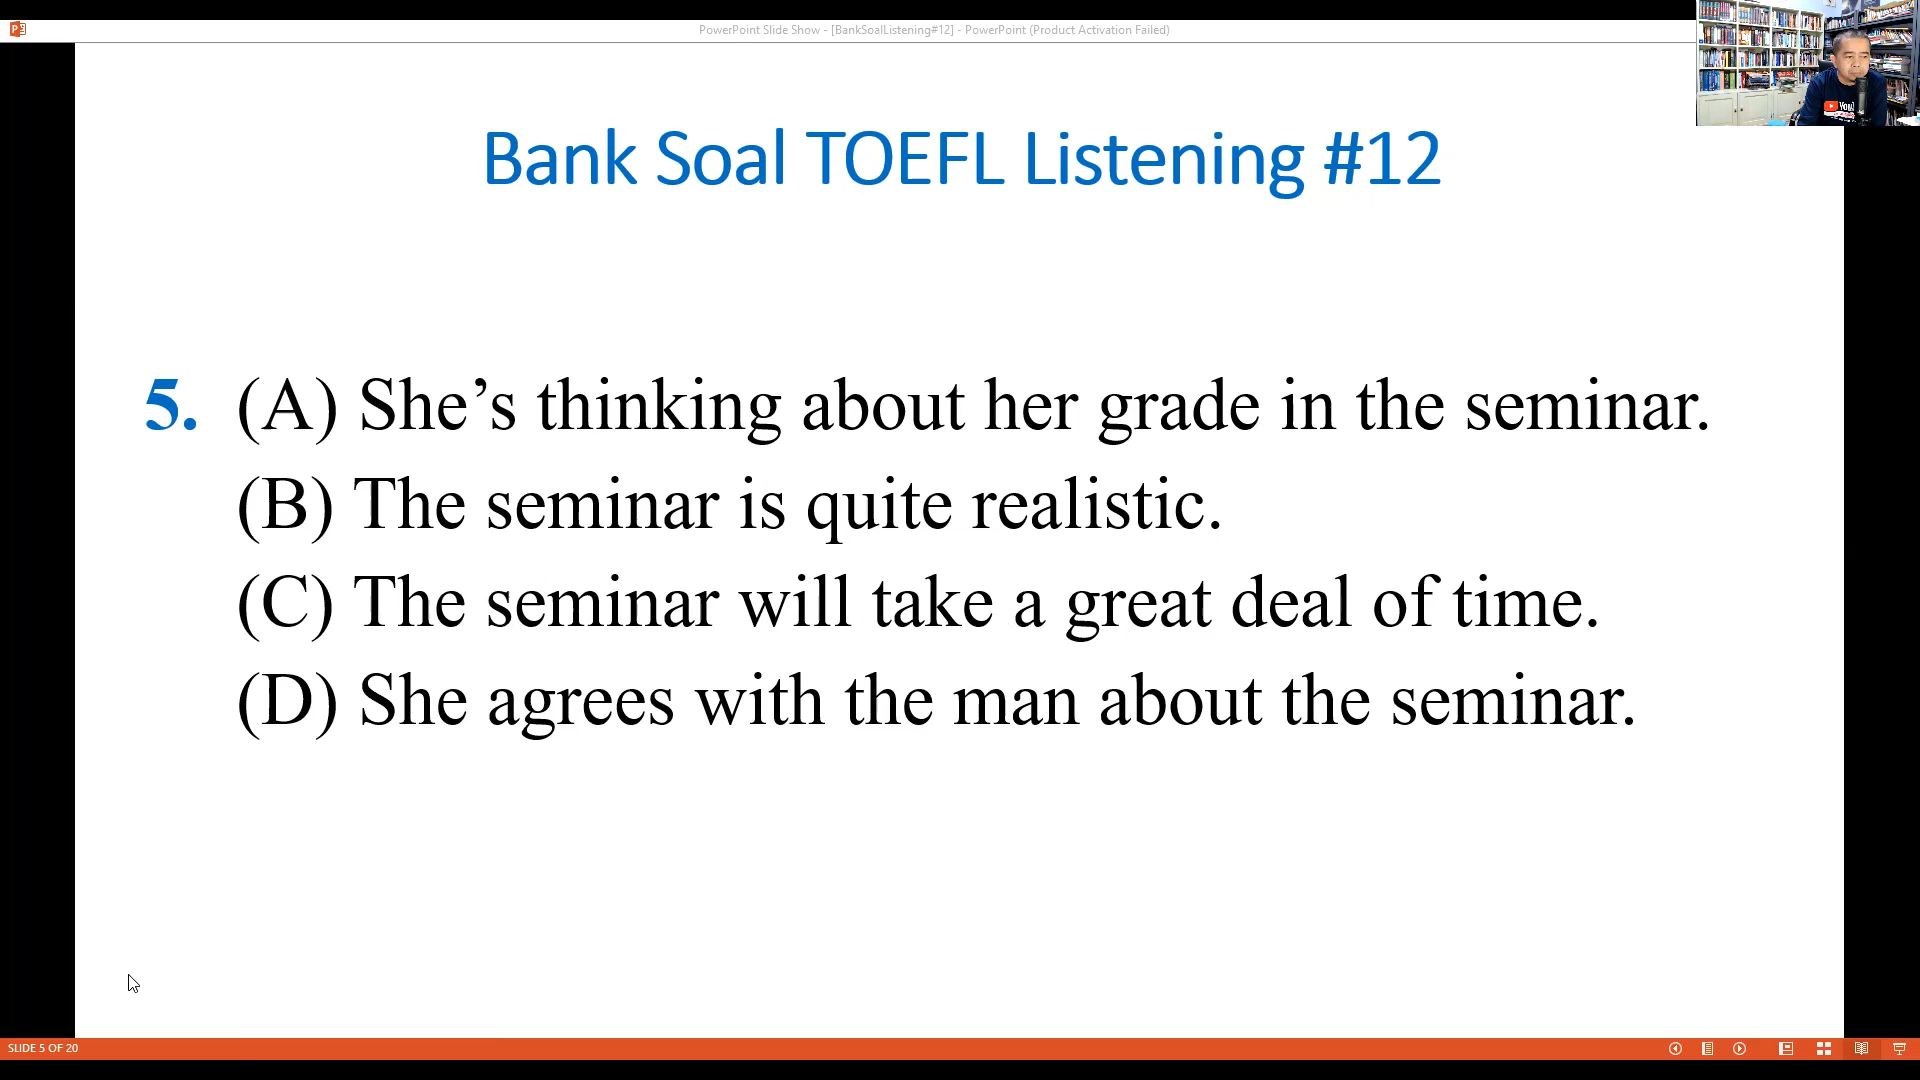 PowerPoint Slide Show - [BankSoalListening#12] - PowerPoint (Product Activation Failed)
Bank Soal TOEFL Listening #12
5. (A) She’s thinking about her grade in the seminar.
(B) The seminar is quite realistic.
(C) The seminar will take a great deal of time.
(D) She agrees with the man about the seminar.
SLIDE 5 OF 20